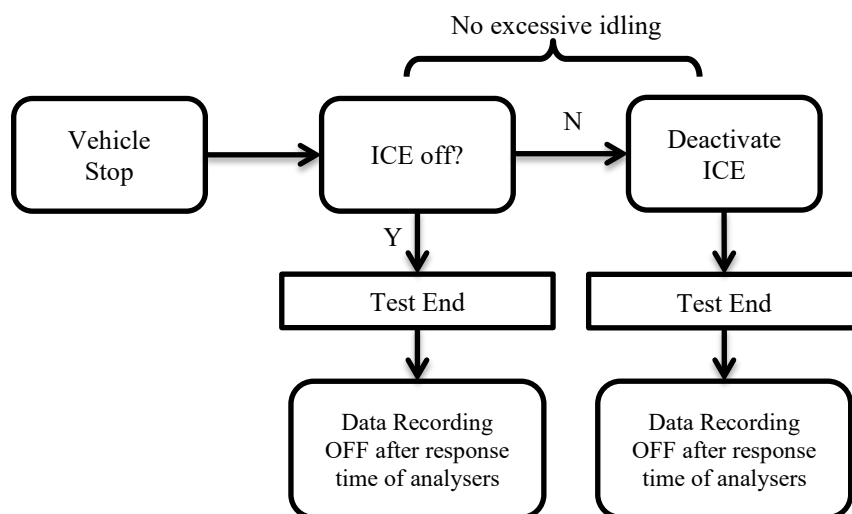 No excessive idling
Vehicle
Stop
ICE off?
N
Deactivate
ICE
Y
Test End
Test End
Data Recording
OFF after response
time of analysers
Data Recording
OFF after response
time of analysers